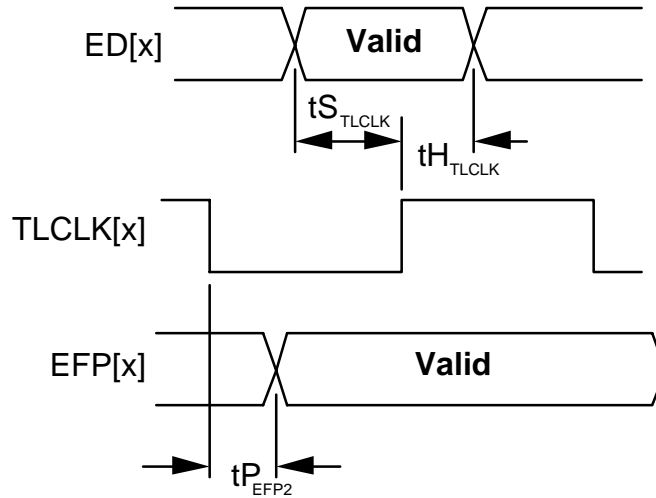 ED[x]
Valid
tS_TLCLK
tH_TLCLK
TLCLK[x]
EFP[x]
Valid
tP_EFP2